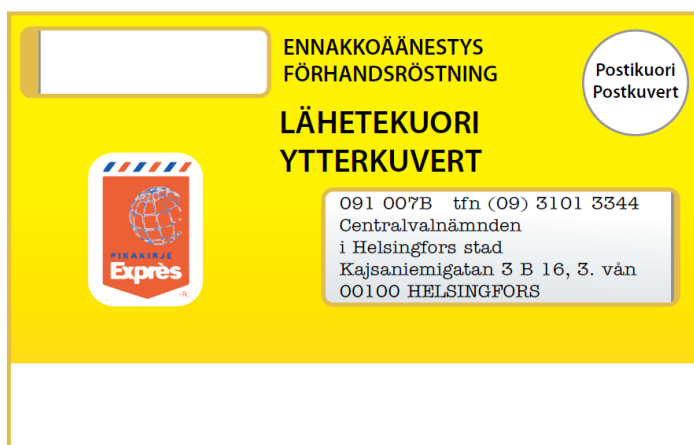 ENNAKKOÄÄNESTYS
FÖRHANDSRÖSTNING
Postikuori
Postkuvert
LÄHETEKUORI
YTTERKUVERT
PIKAKIRJE
Exprès
091 007B tfn (09) 3101 3344
Centralvalnämnden
i Helsingfors stad
Kajsaniemigatan 3 B 16, 3. vån
00100 HELSINGFORS